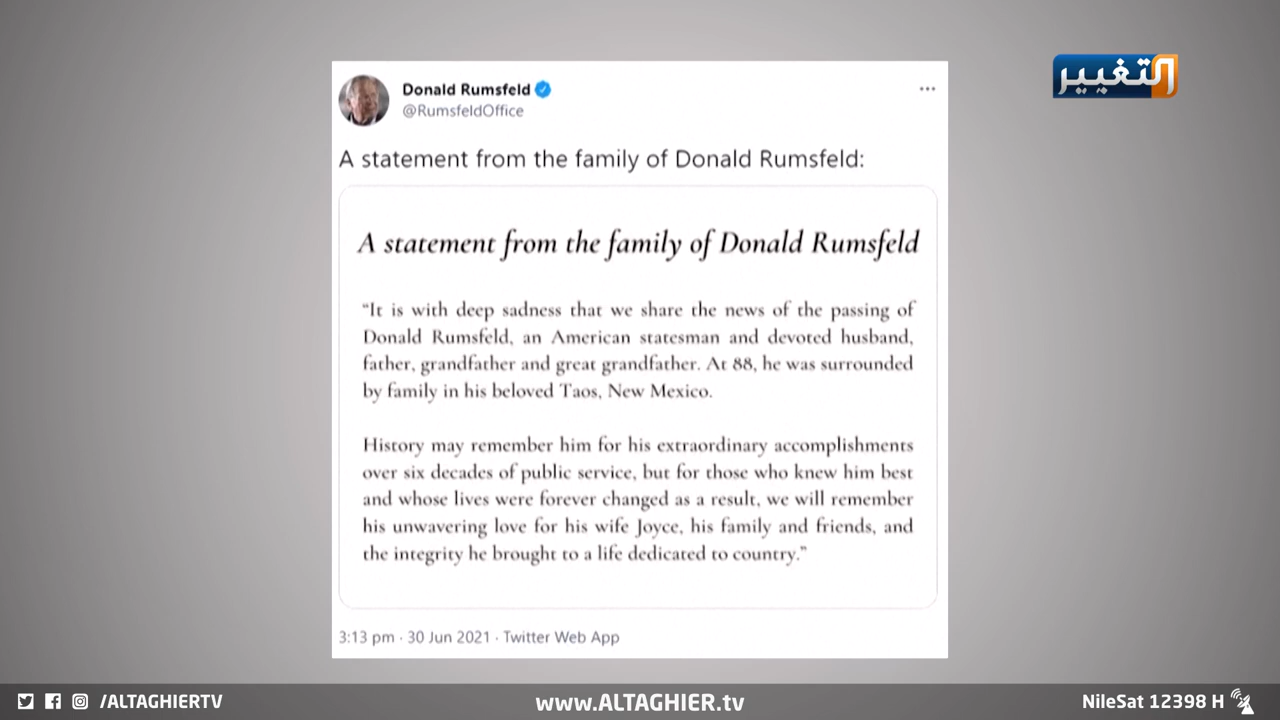 التغيير
Donald Rumsfeld
@RumsfeldOffice
A statement from the family of Donald Rumsfeld:
A statement from the family of Donald Rumsfeld
“It is with deep sadness that we share the news of the passing of
Donald Rumsfeld, an American statesman and devoted husband,
father, grandfather and great grandfather. At 88, he was surrounded
by family in his beloved Taos, New Mexico.
History may remember him for his extraordinary accomplishments
over six decades of public service, but for those who knew him best
and whose lives were forever changed as a result, we will remember
his unwavering love for his wife Joyce, his family and friends, and
the integrity he brought to a life dedicated to country.”
3:13 pm · 30 Jun 2021 · Twitter Web App
/ALTAGHIERTV
www.ALTAGHIER.tv
NileSat 12398 H